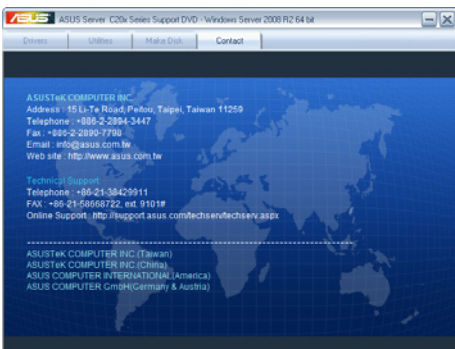 ASUS ASUS Server C20x Series Support DVD - Windows Server 2008 R2 64 bit
Drivers Utilities Make Disk Contact
ASUSTeK COMPUTER INC.
Address : 15 Li-Te Road, Peitou, Taipei, Taiwan 11259
Telephone : +886-2-2894-3447
Fax : +886-2-2890-7798
Email : info@asus.com.tw
Web site : http://www.asus.com.tw
Technical Support
Telephone : +86-21-38429911
FAX : +86-21-58668722, ext. 9101#
Online Support : http://support.asus.com/techserv/techserv.aspx
ASUSTeK COMPUTER INC.(Taiwan)
ASUSTeK COMPUTER INC.(China)
ASUS COMPUTER INTERNATIONAL(America)
ASUS COMPUTER GmbH(Germany & Austria)